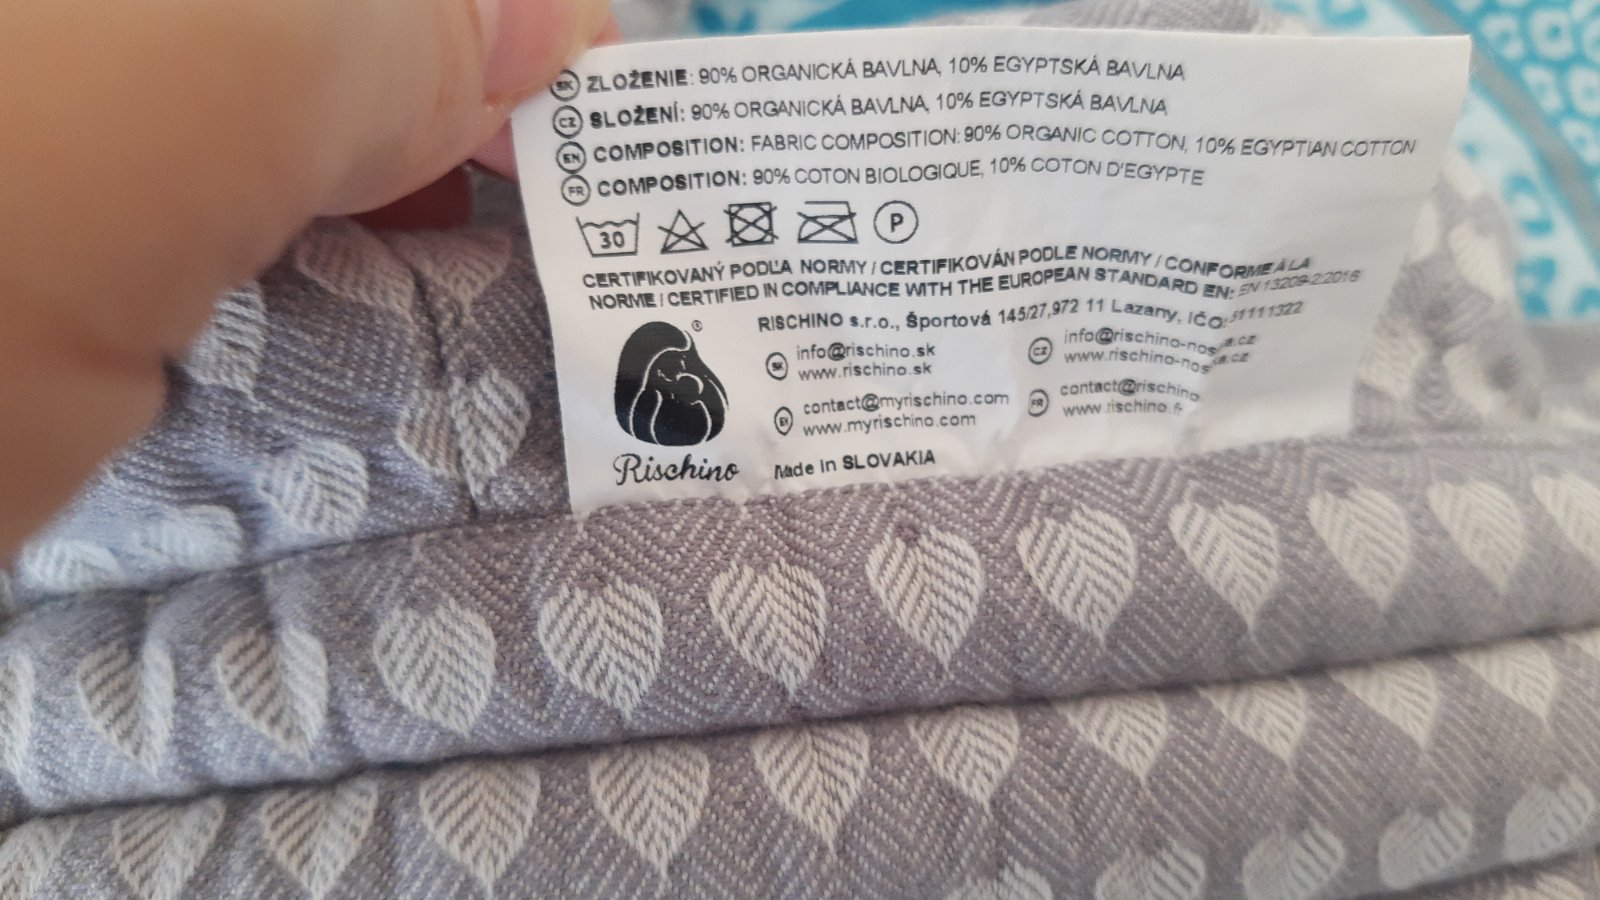 SK ZLOŽENIE: 90% ORGANICKÁ BAVLNA, 10% EGYPTSKÁ BAVLNA
CZ SLOŽENÍ: 90% ORGANICKÁ BAVLNA, 10% EGYPTSKÁ BAVLNA
EN COMPOSITION: FABRIC COMPOSITION: 90% ORGANIC COTTON, 10% EGYPTIAN COTTON
FR COMPOSITION: 90% COTON BIOLOGIQUE, 10% COTON D'EGYPTE
30 P
CERTIFIKOVANÝ PODĽA NORMY / CERTIFIKOVÁN PODLE NORMY / CONFORME À LA
NORME / CERTIFIED IN COMPLIANCE WITH THE EUROPEAN STANDARD EN: EN 13209-2:2016
RISCHINO s.r.o., Športová 145/27, 972 11 Lazany, IČO: 51111322
SK info@rischino.sk
www.rischino.sk
CZ
www.rischino-nos
EN contact@myrischino.com
www.myrischino.com
FR contact@rischino
www.rischino.fr
®
Rischino
Made in SLOVAKIA